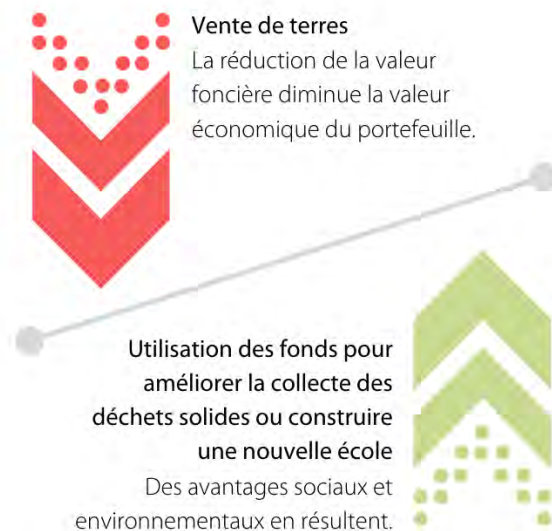 Vente de terres
La réduction de la valeur
foncière diminue la valeur
économique du portefeuille.
Utilisation des fonds pour
améliorer la collecte des
déchets solides ou construire
une nouvelle école
Des avantages sociaux et
environnementaux en résultent.